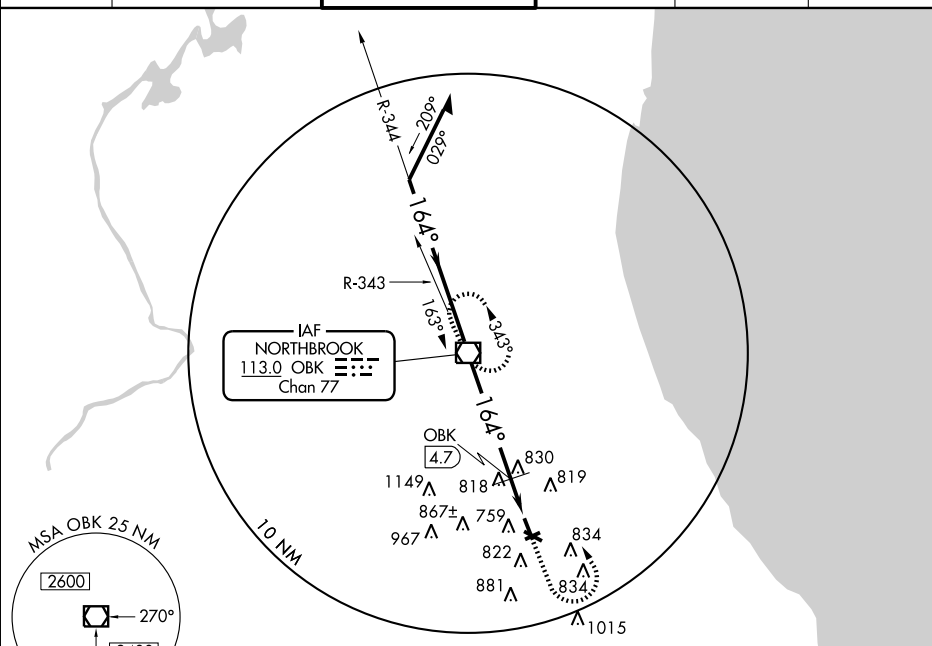 R-344
209°
029°
164°
R-343
163°
343°
IAF
NORTHBROOK
113.0 OBK
Chan 77
164°
OBK
4.7
830
818
819
1149
867±
759
967
822
834
834
881
1015
10 NM
MSA OBK 25 NM
2600
270°